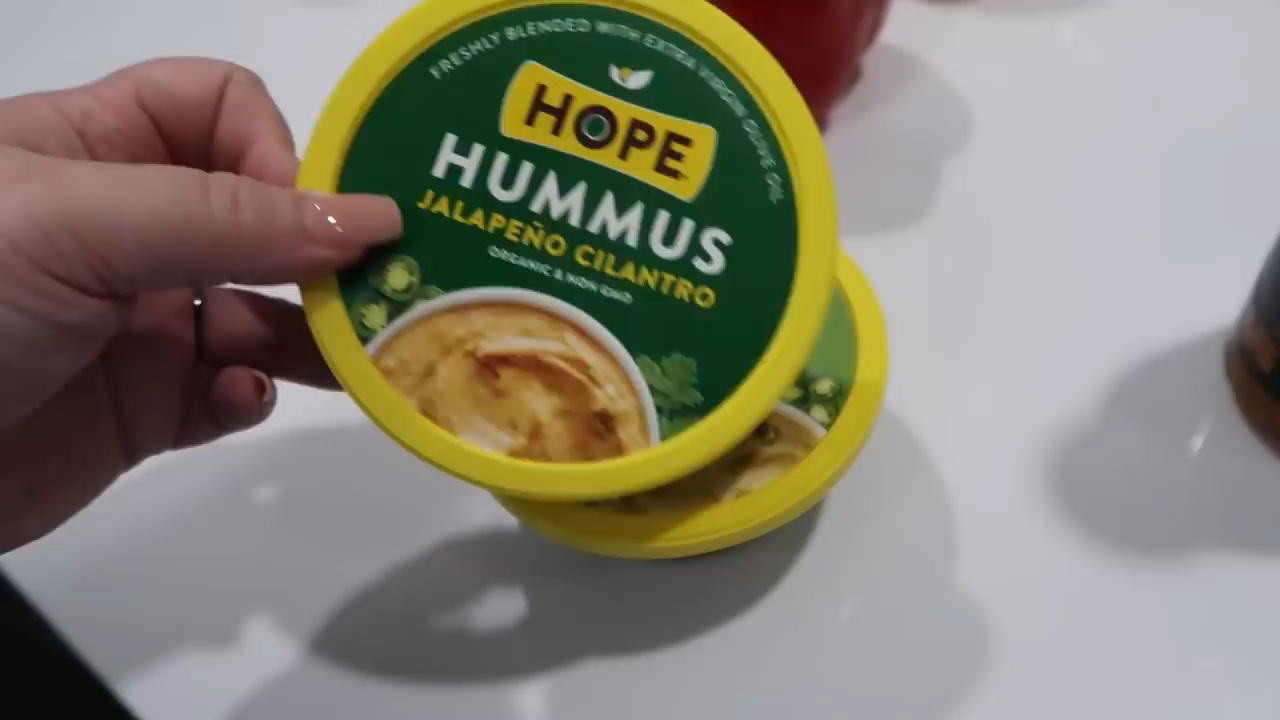 FRESHLY BLENDED WITH EXTRA VIRGIN OLIVE OIL
HOPE
HUMMUS
JALAPEÑO CILANTRO
ORGANIC & NON GMO